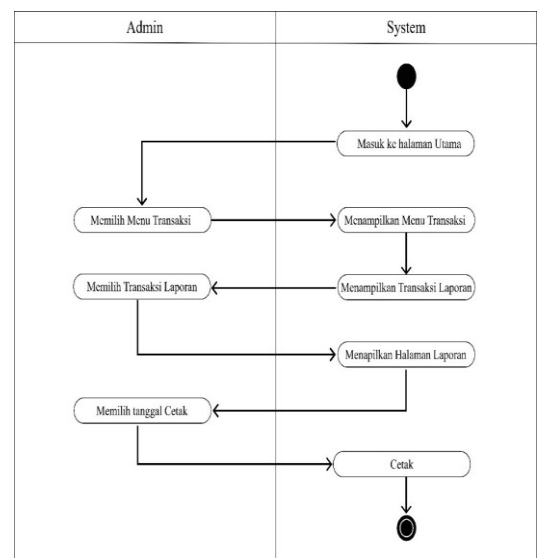 Admin
System
Masuk ke halaman Utama
Memilih Menu Transaksi
Menampilkan Menu Transaksi
Memilih Transaksi Laporan
Menampilkan Transaksi Laporan
Menapilkan Halaman Laporan
Memilih tanggal Cetak
Cetak